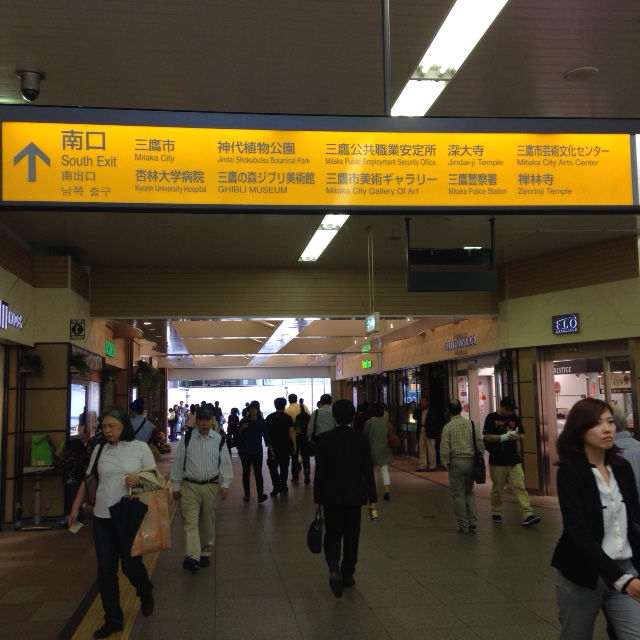 南口
South Exit
南出口
남쪽 출구
三鷹市
Mitaka City
杏林大学病院
Kyorin University Hospital
神代植物公園
Jindai Shokubutsu Botanical Park
三鷹の森ジブリ美術館
GHIBLI MUSEUM
三鷹公共職業安定所
Mitaka Public Employment Security Office
三鷹市美術ギャラリー
Mitaka City Gallery Of Art
深大寺
Jindai-ji Temple
三鷹警察署
Mitaka Police Station
三鷹市芸術文化センター
Mitaka City Arts Center
禅林寺
Zenrinji Temple
FLO